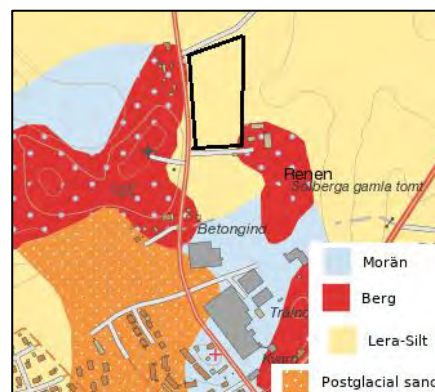 Renen
Solberga gamla tomt
Betongind
Morän
Berg
Lera-Silt
Postglacial sand